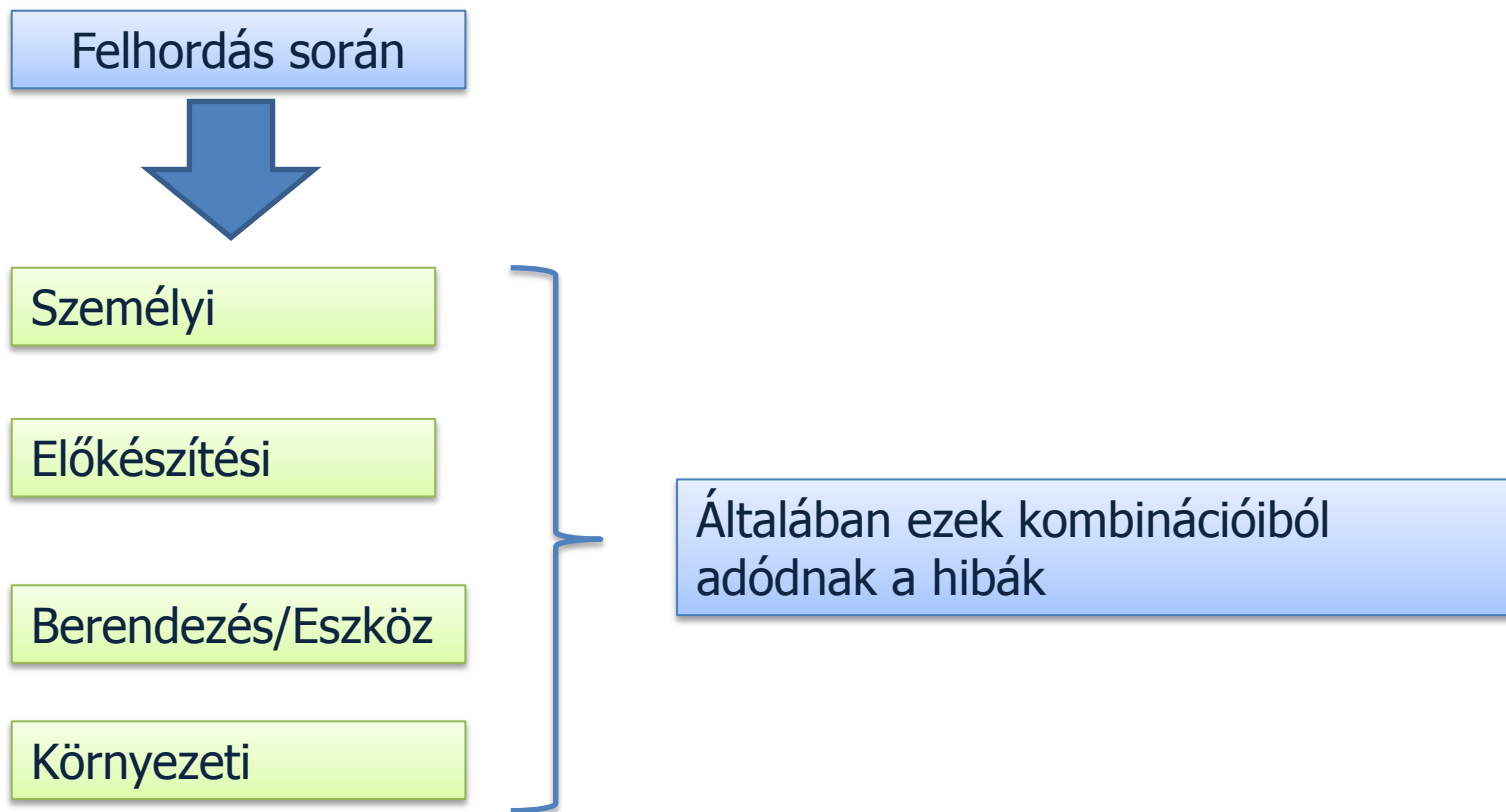 Felhordás során
Személyi
Előkészítési
Berendezés/Eszköz
Környezeti
Általában ezek kombinációiból
adódnak a hibák